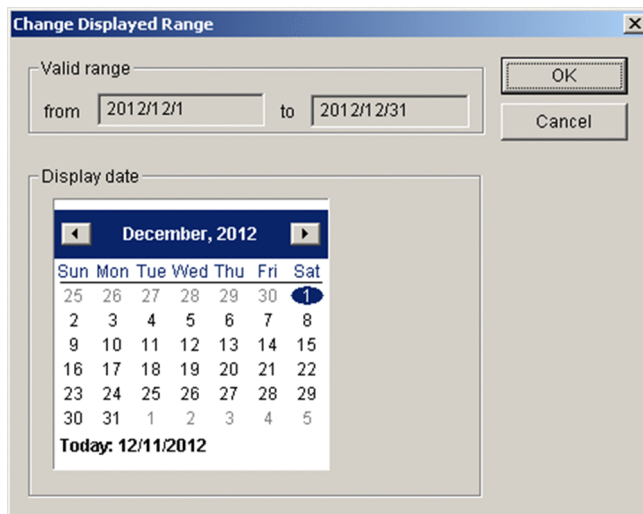 Change Displayed Range
Valid range
from 2012/12/1 to 2012/12/31
OK
Cancel
Display date
December, 2012
Sun Mon Tue Wed Thu Fri Sat
25 26 27 28 29 30 1
2 3 4 5 6 7 8
9 10 11 12 13 14 15
16 17 18 19 20 21 22
23 24 25 26 27 28 29
30 31 1 2 3 4 5
Today: 12/11/2012